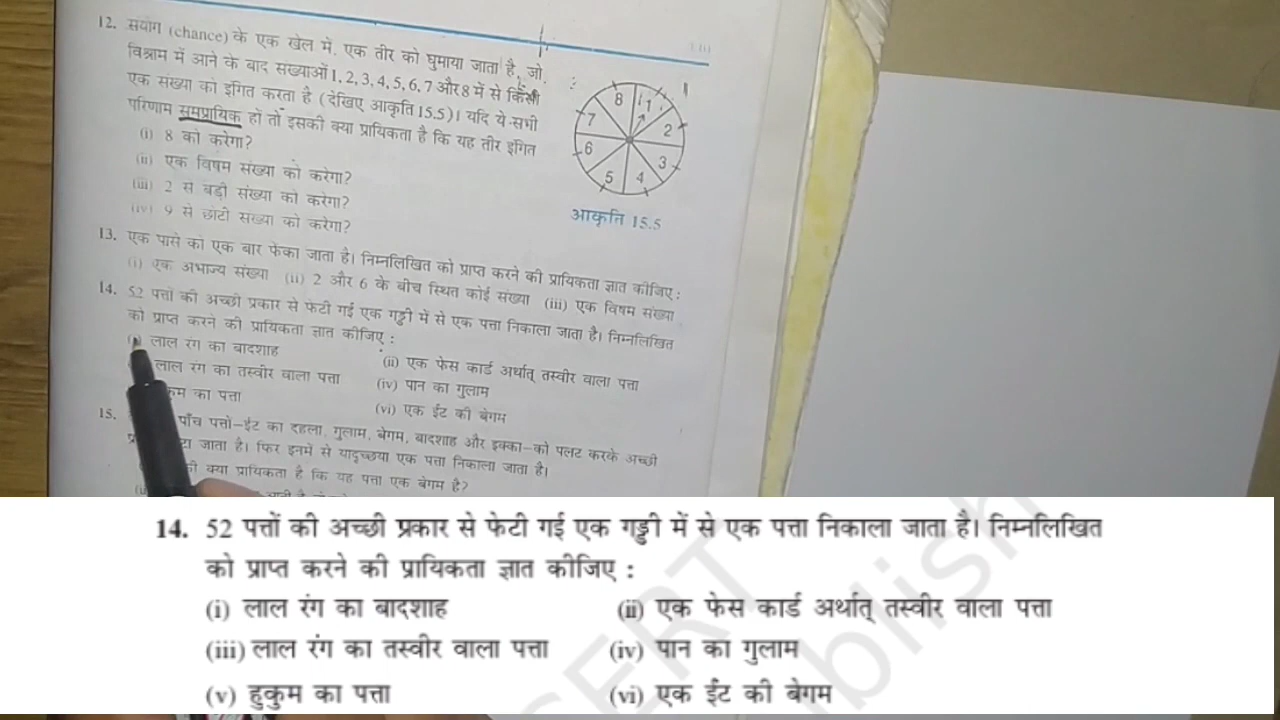 12. संयोग (chance) के एक खेल में, एक तीर को घुमाया जाता है, जो
विश्राम में आने के बाद संख्याओं 1, 2, 3, 4, 5, 6, 7 और 8 में से किसी
एक संख्या को इंगित करता है (देखिए आकृति 15.5)। यदि ये सभी
परिणाम समप्रायिक हों तो इसकी क्या प्रायिकता है कि यह तीर इंगित
(i) 8 को करेगा?
(ii) एक विषम संख्या को करेगा?
(iii) 2 से बड़ी संख्या को करेगा?
(iv) 9 से छोटी संख्या को करेगा?
8 1
7 2
6 3
5 4
आकृति 15.5
13. एक पासे को एक बार फेंका जाता है। निम्नलिखित को प्राप्त करने की प्रायिकता ज्ञात कीजिए :
(i) एक अभाज्य संख्या (ii) 2 और 6 के बीच स्थित कोई संख्या (iii) एक विषम संख्या
14. 52 पत्तों की अच्छी प्रकार से फेटी गई एक गड्डी में से एक पत्ता निकाला जाता है। निम्नलिखित
को प्राप्त करने की प्रायिकता ज्ञात कीजिए :
लाल रंग का बादशाह (ii) एक फेस कार्ड अर्थात् तस्वीर वाला पत्ता
लाल रंग का तस्वीर वाला पत्ता (iv) पान का गुलाम
का पत्ता (vi) एक ईंट की बेगम
15. पाँच पत्तों–ईंट का दहला, गुलाम, बेगम, बादशाह और इक्का–को पलट करके अच्छी
जाता है। फिर इनमें से यादृच्छया एक पत्ता निकाला जाता है।
की क्या प्रायिकता है कि यह पत्ता एक बेगम है?
14. 52 पत्तों की अच्छी प्रकार से फेटी गई एक गड्डी में से एक पत्ता निकाला जाता है। निम्नलिखित
को प्राप्त करने की प्रायिकता ज्ञात कीजिए :
(i) लाल रंग का बादशाह (ii) एक फेस कार्ड अर्थात् तस्वीर वाला पत्ता
(iii) लाल रंग का तस्वीर वाला पत्ता (iv) पान का गुलाम
(v) हुकुम का पत्ता (vi) एक ईंट की बेगम